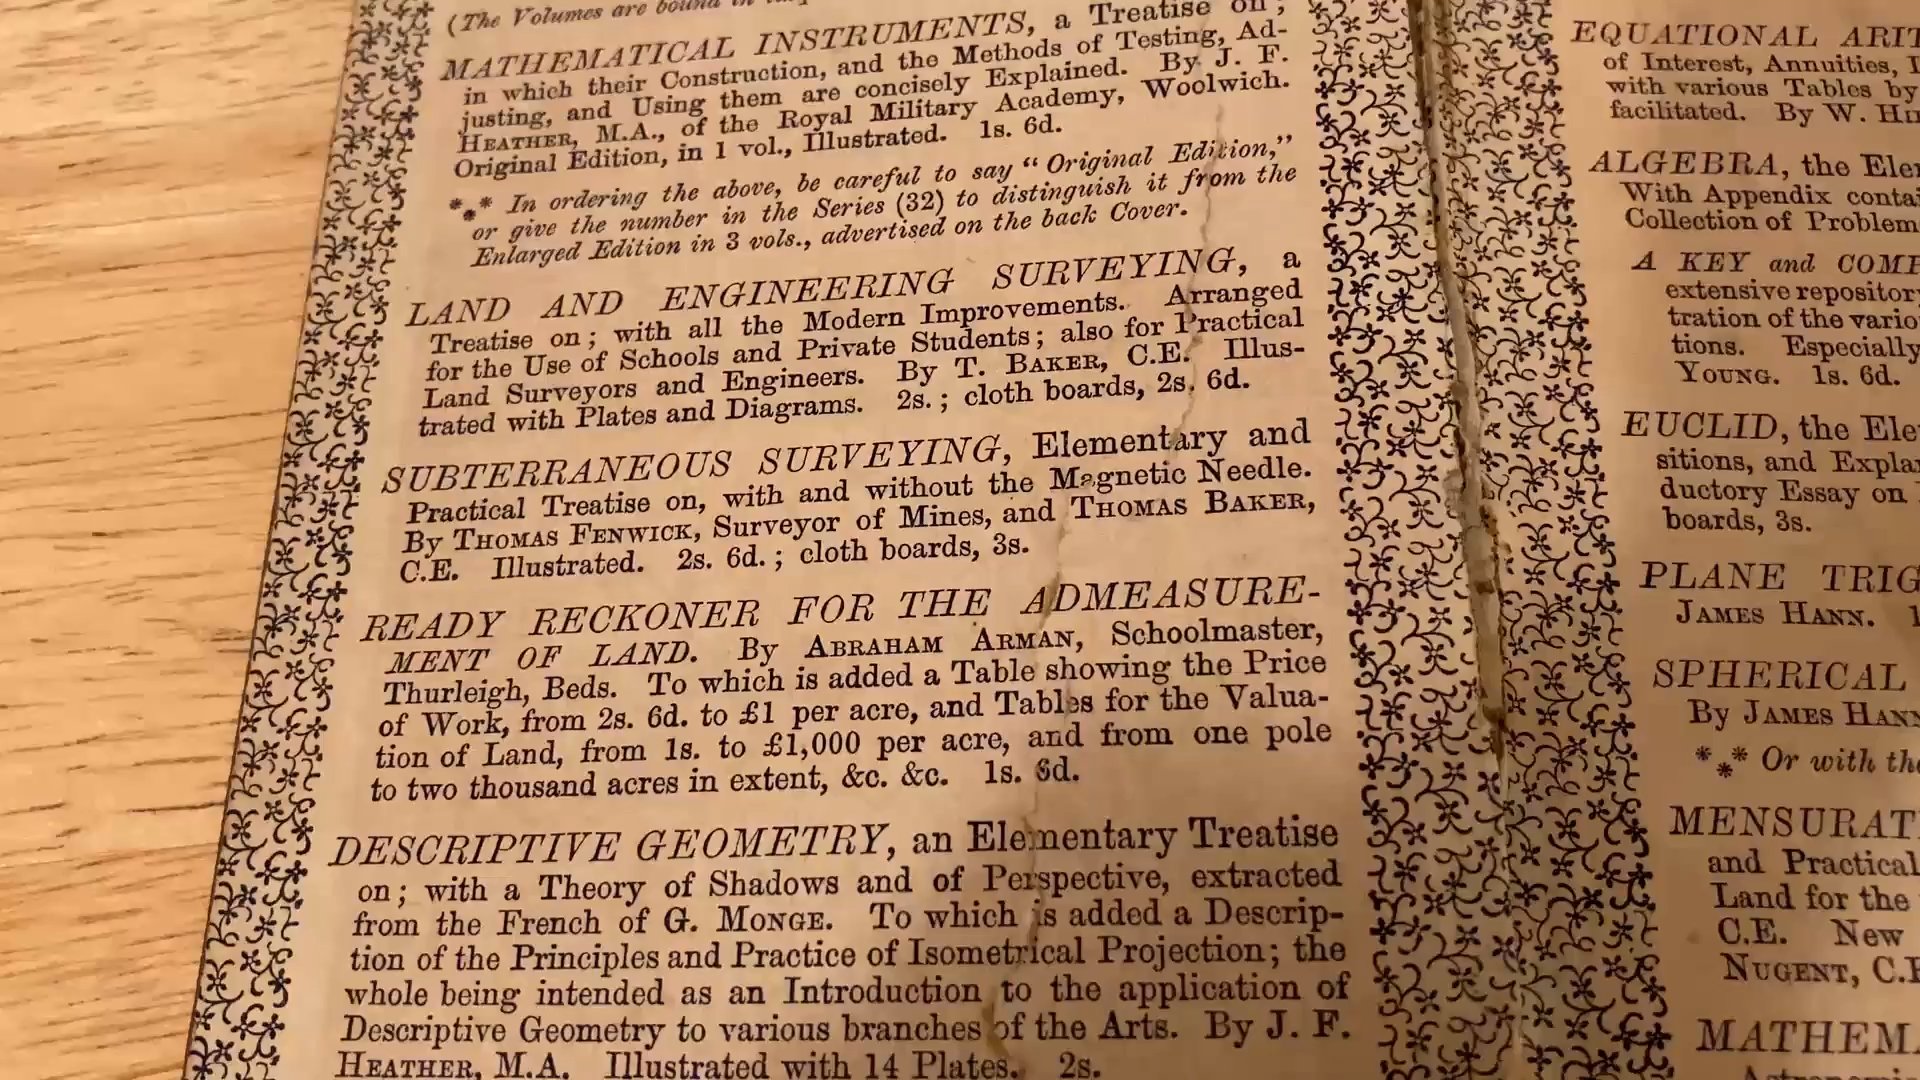 (The Volumes are bound in
MATHEMATICAL INSTRUMENTS, a Treatise on;
in which their Construction, and the Methods of Testing, Ad-
justing, and Using them are concisely Explained. By J. F.
HEATHER, M.A., of the Royal Military Academy, Woolwich.
Original Edition, in 1 vol., Illustrated. 1s. 6d.
*⁎* In ordering the above, be careful to say “Original Edition,”
or give the number in the Series (32) to distinguish it from the
Enlarged Edition in 3 vols., advertised on the back Cover.
LAND AND ENGINEERING SURVEYING, a
Treatise on; with all the Modern Improvements. Arranged
for the Use of Schools and Private Students; also for Practical
Land Surveyors and Engineers. By T. BAKER, C.E. Illus-
trated with Plates and Diagrams. 2s.; cloth boards, 2s. 6d.
SUBTERRANEOUS SURVEYING, Elementary and
Practical Treatise on, with and without the Magnetic Needle.
By THOMAS FENWICK, Surveyor of Mines, and THOMAS BAKER,
C.E. Illustrated. 2s. 6d.; cloth boards, 3s.
READY RECKONER FOR THE ADMEASURE-
MENT OF LAND. By ABRAHAM ARMAN, Schoolmaster,
Thurleigh, Beds. To which is added a Table showing the Price
of Work, from 2s. 6d. to £1 per acre, and Tables for the Valua-
tion of Land, from 1s. to £1,000 per acre, and from one pole
to two thousand acres in extent, &c. &c. 1s. 6d.
DESCRIPTIVE GEOMETRY, an Elementary Treatise
on; with a Theory of Shadows and of Perspective, extracted
from the French of G. MONGE. To which is added a Descrip-
tion of the Principles and Practice of Isometrical Projection; the
whole being intended as an Introduction to the application of
Descriptive Geometry to various branches of the Arts. By J. F.
HEATHER, M.A. Illustrated with 14 Plates. 2s.
EQUATIONAL
of Interest, Annuities,
with various Tables by
facilitated. By W.
ALGEBRA, the
With Appendix
Collection of
A KEY and
extensive
tration of the
tions. Especially
YOUNG. 1s. 6d.
EUCLID, the
sitions, and
ductory Essay on
boards, 3s.
PLANE
JAMES HANN.
SPHERICAL
By JAMES
*⁎* Or with
and Practical
Land for the
C.E. New
NUGENT,